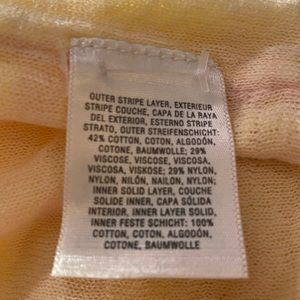 OUTER STRIPE LAYER, EXTERIEUR
STRIPE COUCHE, CAPA DE LA RAYA
DEL EXTERIOR, ESTERNO STRIPE
STRATO, OUTER STREIFENSCHICHT:
42% COTTON, COTON, ALGODÓN,
COTONE, BAUMWOLLE; 29%
VISCOSE, VISCOSE, VISCOSA,
VISCOSA, VISKOSE; 29% NYLON,
NYLON, NILÓN, NAILON, NYLON;
INNER SOLID LAYER, COUCHE
SOLIDE INNER, CAPA SÓLIDA
INTERIOR, INNER LAYER SOLID,
INNER FESTE SCHICHT: 100%
COTTON, COTON, ALGODÓN,
COTONE, BAUMWOLLE